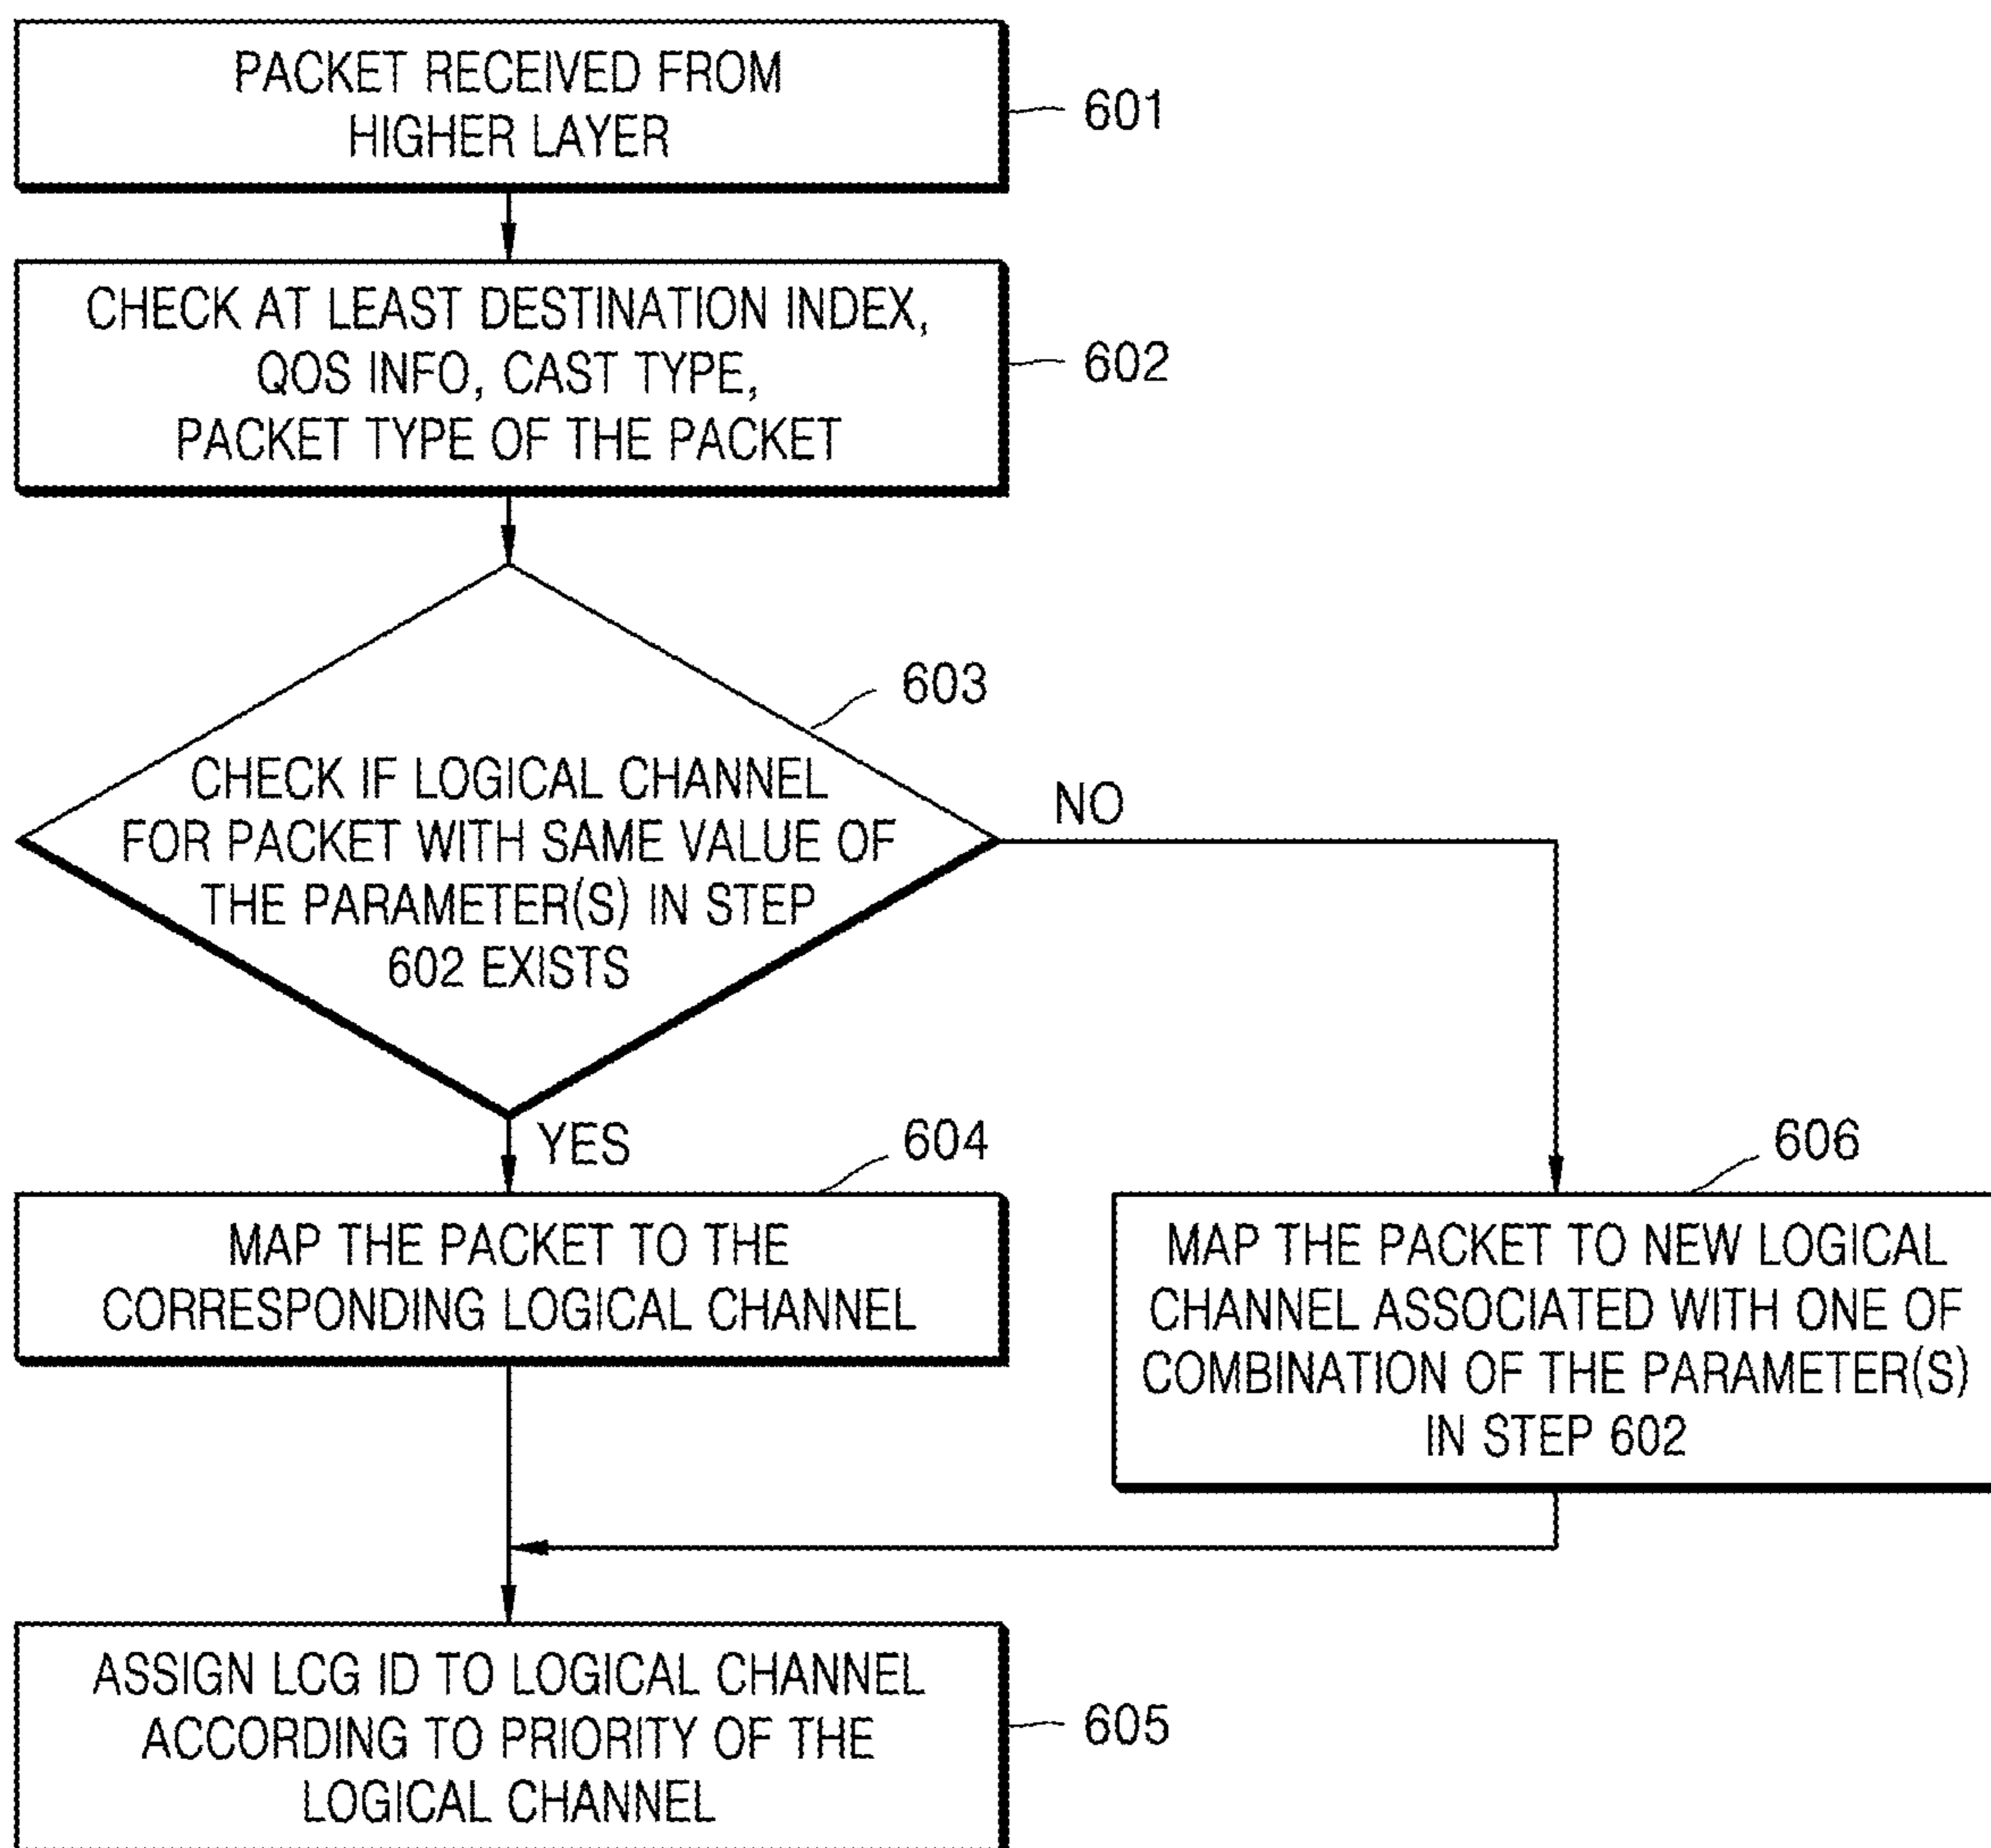 PACKET RECEIVED FROM
HIGHER LAYER
601
CHECK AT LEAST DESTINATION INDEX,
QOS INFO, CAST TYPE,
PACKET TYPE OF THE PACKET
602
603
CHECK IF LOGICAL CHANNEL
FOR PACKET WITH SAME VALUE OF
THE PARAMETER(S) IN STEP
602 EXISTS
NO
YES
604
MAP THE PACKET TO THE
CORRESPONDING LOGICAL CHANNEL
606
MAP THE PACKET TO NEW LOGICAL
CHANNEL ASSOCIATED WITH ONE OF
COMBINATION OF THE PARAMETER(S)
IN STEP 602
ASSIGN LCG ID TO LOGICAL CHANNEL
ACCORDING TO PRIORITY OF THE
LOGICAL CHANNEL
605